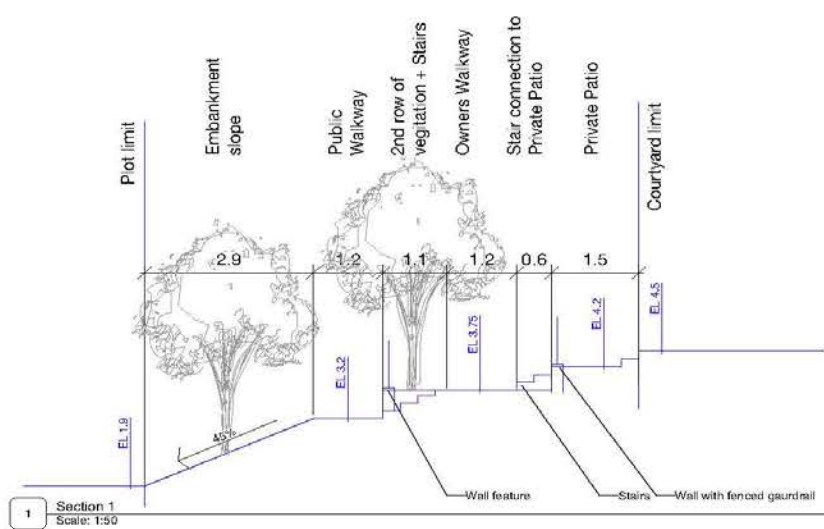 Plot limit
Embankment
slope
Public
Walkway
2nd row of
vegitation + Stairs
Owners Walkway
Stair connection to
Private Patio
Private Patio
Courtyard limit
2.9
1.2
1.1
1.2
0.6
1.5
EL 1.9
45%
EL 3.2
EL 3.75
EL 4.2
EL 4.5
Wall feature
Stairs
Wall with fenced gaurdrail
1
Section 1
Scale: 1:50